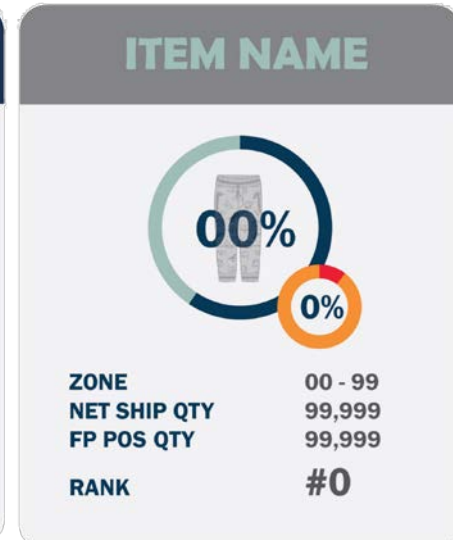 ITEM NAME
00%
0%
ZONE 00 - 99
NET SHIP QTY 99,999
FP POS QTY 99,999
RANK #0